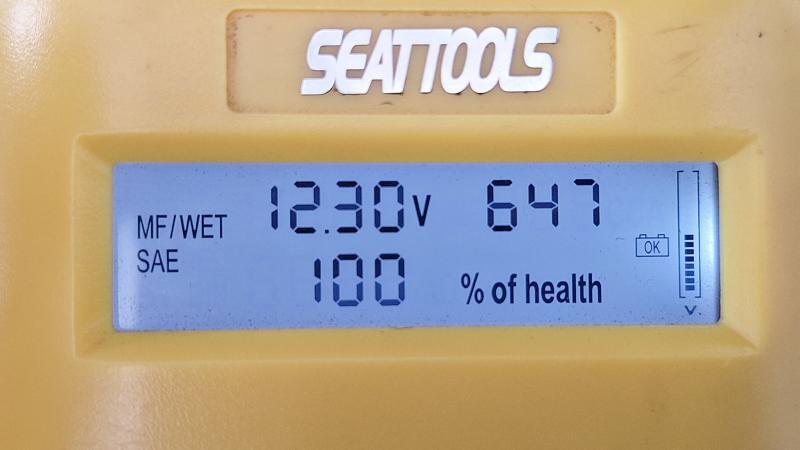 SEATTOOLS
MF/WET 12.30V 647
SAE 100 % of health
OK